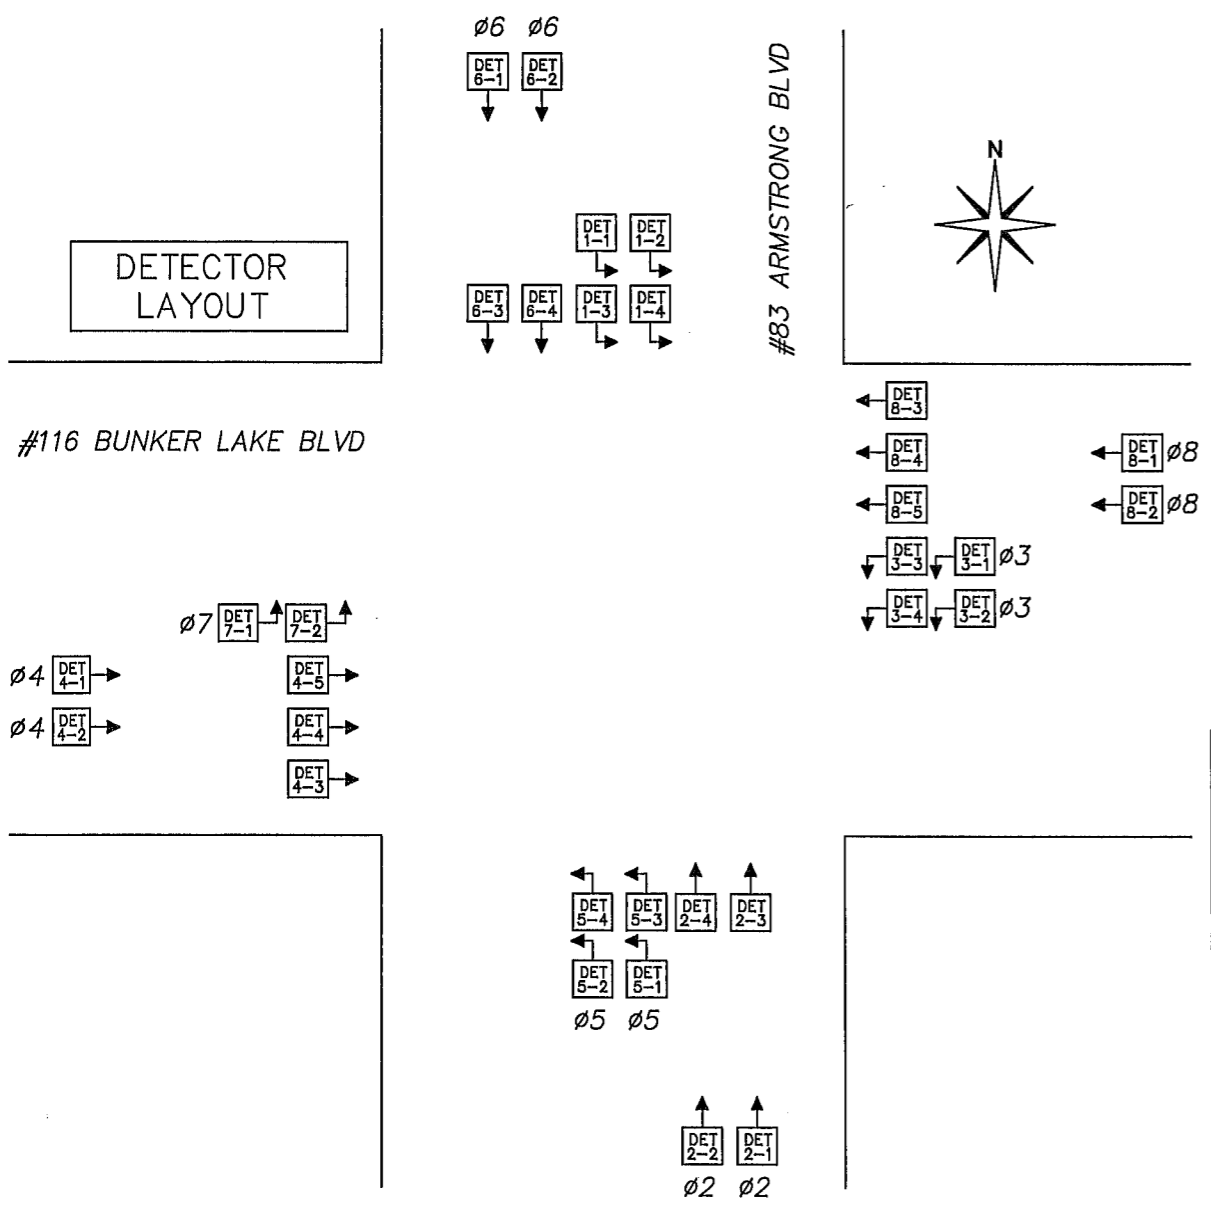 ø6 ø6
DET 6-1
DET 6-2
#83 ARMSTRONG BLVD
N
DETECTOR
LAYOUT
DET 1-1
DET 1-2
DET 6-3
DET 6-4
DET 1-3
DET 1-4
#116 BUNKER LAKE BLVD
DET 8-3
DET 8-4
DET 8-1 ø8
DET 8-5
DET 8-2 ø8
DET 3-3
DET 3-1 ø3
DET 3-4
DET 3-2 ø3
ø7 DET 7-1
DET 7-2
ø4 DET 4-1
DET 4-5
ø4 DET 4-2
DET 4-4
DET 4-3
DET 5-4
DET 5-3
DET 2-4
DET 2-3
DET 5-2
DET 5-1
ø5 ø5
DET 2-2
DET 2-1
ø2 ø2